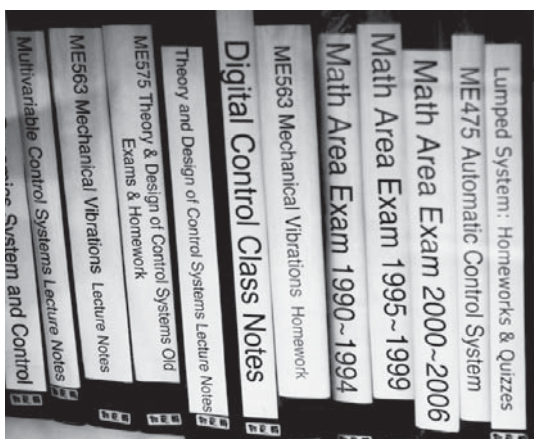 System and Control
Multivariable Control Systems Lecture Notes
ME563 Mechanical Vibrations Lecture Notes
ME575 Theory & Design of Control Systems Old
Exams & Homework
Theory and Design of Control Systems Lecture Notes
Digital Control Class Notes
ME563 Mechanical Vibrations Homework
Math Area Exam 1990~1994
Math Area Exam 1995~1999
Math Area Exam 2000~2006
ME475 Automatic Control System
Lumped System: Homeworks & Quizzes